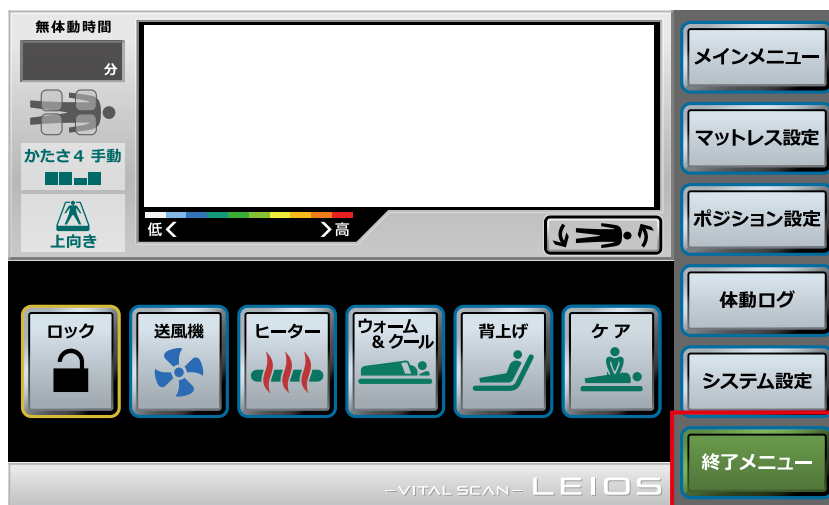 無体動時間
分
かたさ4 手動
上向き
低く
>高
ロック
送風機
ヒーター
ウォーム
&クール
背上げ
ケア
メインメニュー
マットレス設定
ポジション設定
体動ログ
システム設定
終了メニュー
-VITAL SCAN- LEIOS